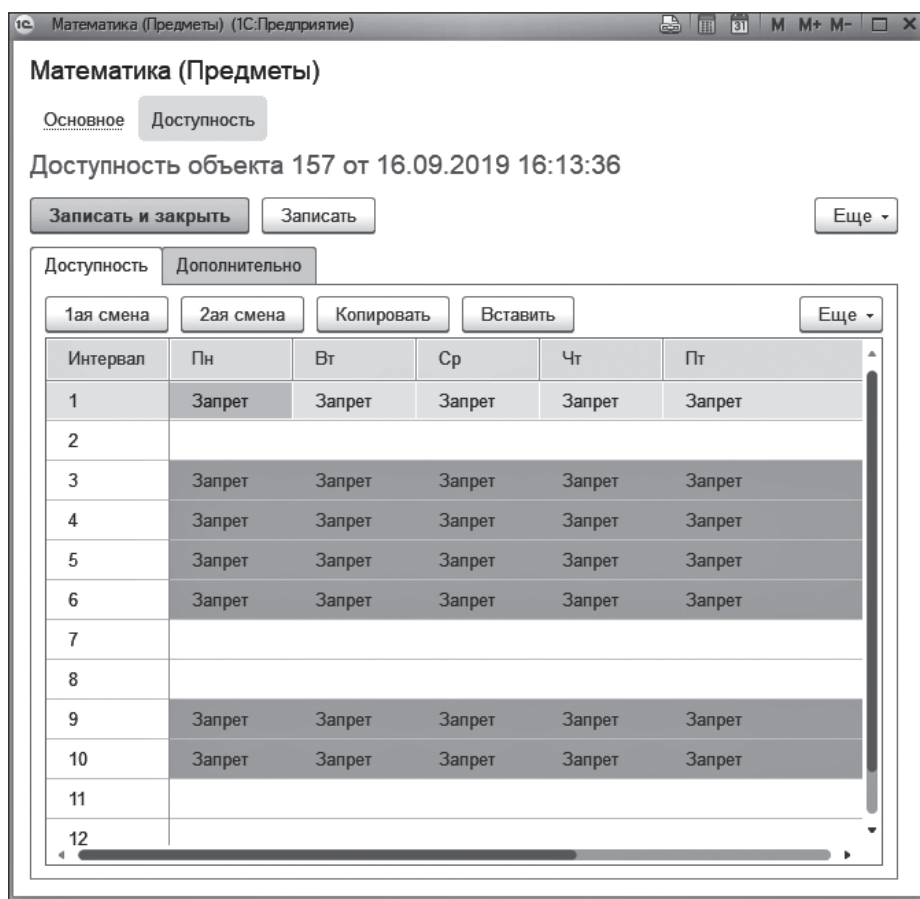 1С Математика (Предметы) (1С:Предприятие) 31 M M+ M-
Математика (Предметы)
Основное Доступность
Доступность объекта 157 от 16.09.2019 16:13:36
Записать и закрыть Записать Еще
Доступность Дополнительно
1ая смена 2ая смена Копировать Вставить Еще
Интервал Пн Вт Ср Чт Пт
1 Запрет Запрет Запрет Запрет Запрет
2
3 Запрет Запрет Запрет Запрет Запрет
4 Запрет Запрет Запрет Запрет Запрет
5 Запрет Запрет Запрет Запрет Запрет
6 Запрет Запрет Запрет Запрет Запрет
7
8
9 Запрет Запрет Запрет Запрет Запрет
10 Запрет Запрет Запрет Запрет Запрет
11
12